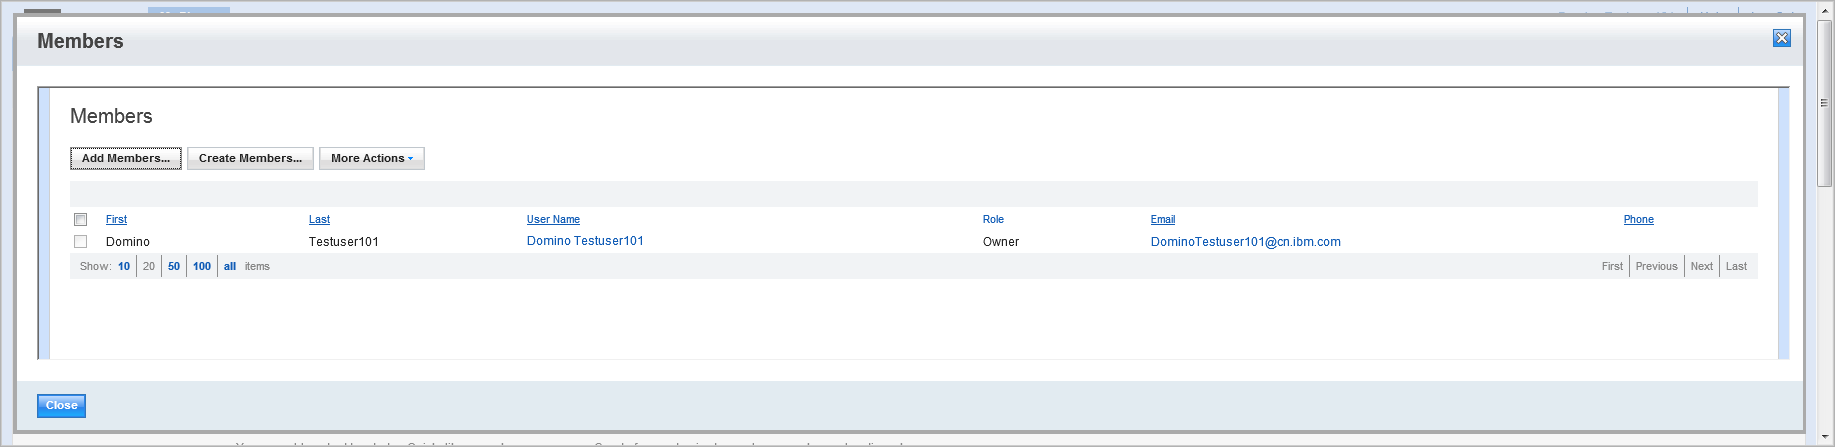 Members
Members
Add Members... Create Members... More Actions
First Last User Name Role Email Phone
Domino Testuser101 Domino Testuser101 Owner DominoTestuser101@cn.ibm.com
Show: 10 20 50 100 all items First Previous Next Last
Close